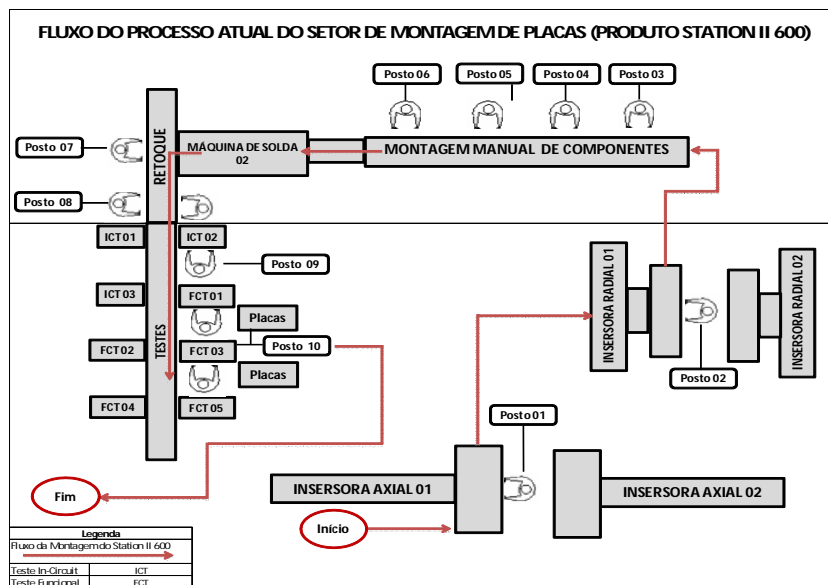 FLUXO DO PROCESSO ATUAL DO SETOR DE MONTAGEM DE PLACAS (PRODUTO STATION II 600)
Posto 06
Posto 05
Posto 04
Posto 03
Posto 07
RETOQUE
MÁQUINA DE SOLDA
02
MONTAGEM MANUAL DE COMPONENTES
Posto 08
ICT 01
ICT 02
Posto 09
ICT 03
FCT 01
Placas
TESTES
FCT 02
FCT 03
Posto 10
Placas
FCT 04
FCT 05
INSERSORA RADIAL 01
INSERSORA RADIAL 02
Posto 02
Posto 01
INSERSORA AXIAL 01
INSERSORA AXIAL 02
Fim
Início
Legenda
Fluxo da Montagem do Station II 600
Teste In-Circuit ICT
Teste Funcional FCT